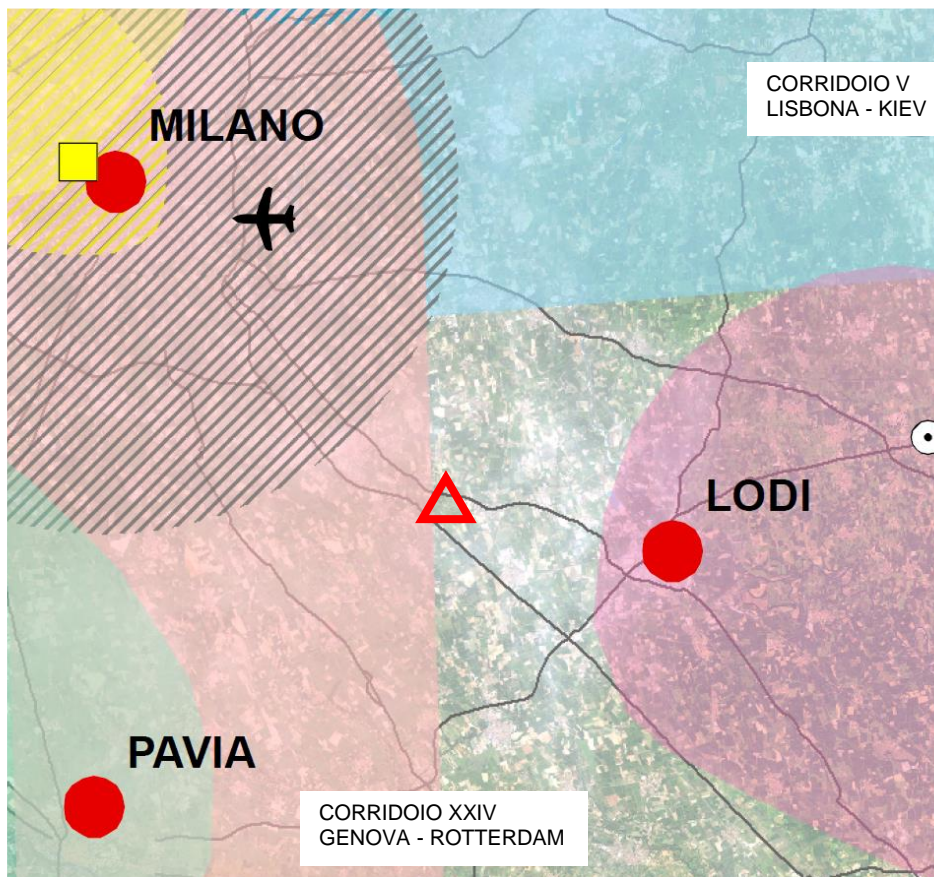 CORRIDOIO V
LISBONA - KIEV
MILANO
LODI
PAVIA
CORRIDOIO XXIV
GENOVA - ROTTERDAM